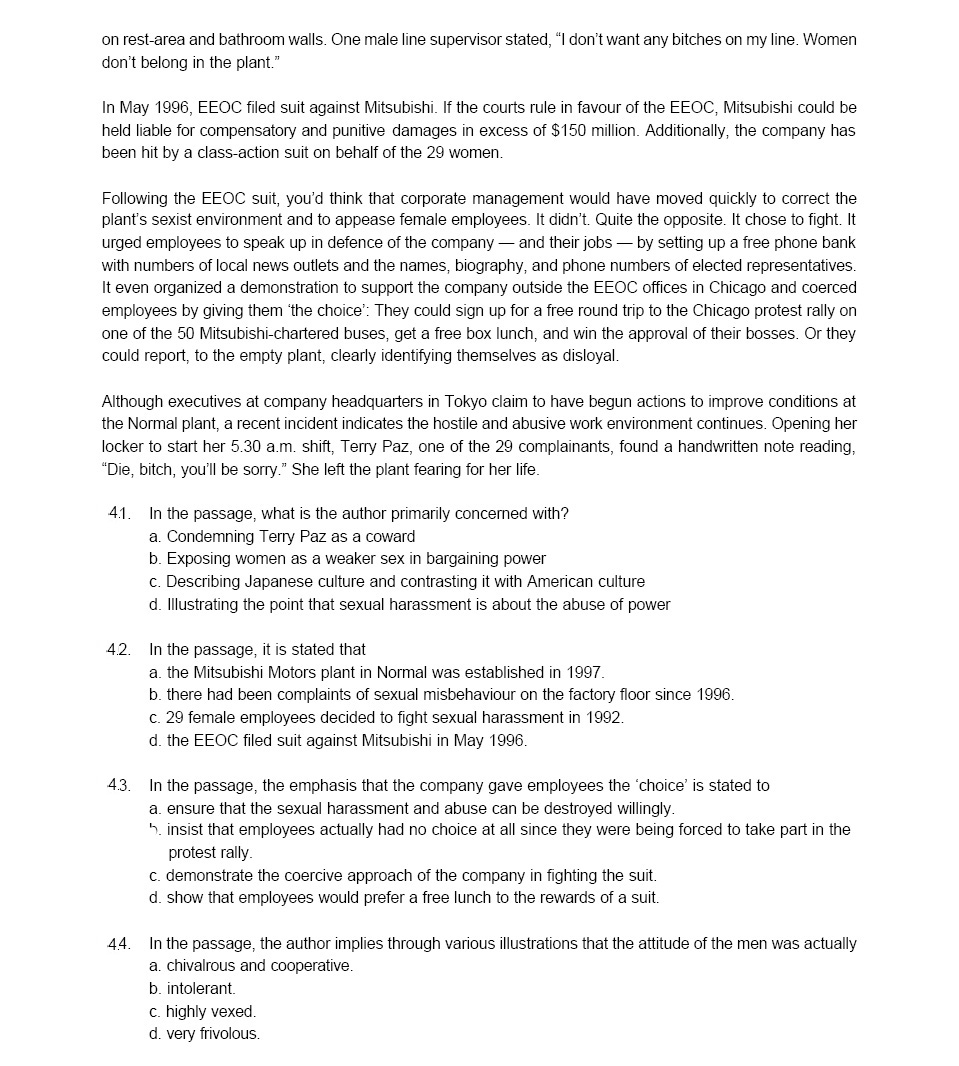 on rest-area and bathroom walls. One male line supervisor stated, “I don’t want any bitches on my line. Women
don’t belong in the plant.”
In May 1996, EEOC filed suit against Mitsubishi. If the courts rule in favour of the EEOC, Mitsubishi could be
held liable for compensatory and punitive damages in excess of $150 million. Additionally, the company has
been hit by a class-action suit on behalf of the 29 women.
Following the EEOC suit, you’d think that corporate management would have moved quickly to correct the
plant’s sexist environment and to appease female employees. It didn’t. Quite the opposite. It chose to fight. It
urged employees to speak up in defence of the company — and their jobs — by setting up a free phone bank
with numbers of local news outlets and the names, biography, and phone numbers of elected representatives.
It even organized a demonstration to support the company outside the EEOC offices in Chicago and coerced
employees by giving them ‘the choice’: They could sign up for a free round trip to the Chicago protest rally on
one of the 50 Mitsubishi-chartered buses, get a free box lunch, and win the approval of their bosses. Or they
could report, to the empty plant, clearly identifying themselves as disloyal.
Although executives at company headquarters in Tokyo claim to have begun actions to improve conditions at
the Normal plant, a recent incident indicates the hostile and abusive work environment continues. Opening her
locker to start her 5.30 a.m. shift, Terry Paz, one of the 29 complainants, found a handwritten note reading,
“Die, bitch, you’ll be sorry.” She left the plant fearing for her life.
41. In the passage, what is the author primarily concerned with?
a. Condemning Terry Paz as a coward
b. Exposing women as a weaker sex in bargaining power
c. Describing Japanese culture and contrasting it with American culture
d. Illustrating the point that sexual harassment is about the abuse of power
42. In the passage, it is stated that
a. the Mitsubishi Motors plant in Normal was established in 1997.
b. there had been complaints of sexual misbehaviour on the factory floor since 1996.
c. 29 female employees decided to fight sexual harassment in 1992.
d. the EEOC filed suit against Mitsubishi in May 1996.
43. In the passage, the emphasis that the company gave employees the ‘choice’ is stated to
a. ensure that the sexual harassment and abuse can be destroyed willingly.
b. insist that employees actually had no choice at all since they were being forced to take part in the
protest rally.
c. demonstrate the coercive approach of the company in fighting the suit.
d. show that employees would prefer a free lunch to the rewards of a suit.
44. In the passage, the author implies through various illustrations that the attitude of the men was actually
a. chivalrous and cooperative.
b. intolerant.
c. highly vexed.
d. very frivolous.